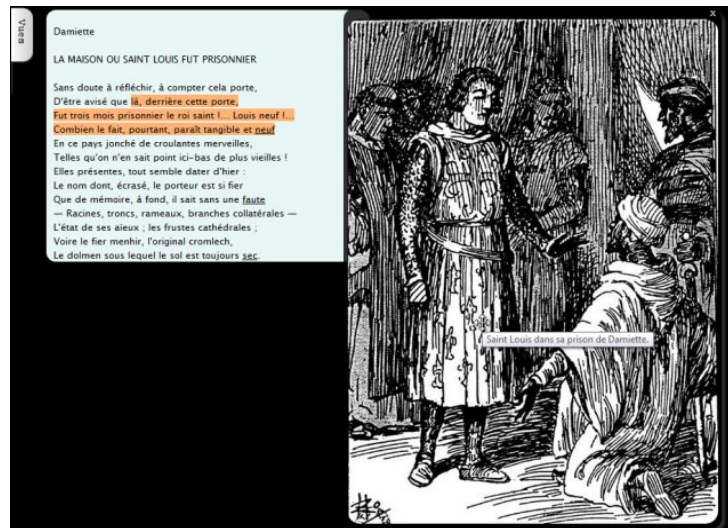 Vues
Damiette
LA MAISON OU SAINT LOUIS FUT PRISONNIER
Sans doute à réfléchir, à compter cela porte,
D'être avisé que là, derrière cette porte,
Fut trois mois prisonnier le roi saint !... Louis neuf !...
Combien le fait, pourtant, paraît tangible et neuf
En ce pays jonché de croulantes merveilles,
Telles qu'on n'en sait point ici-bas de plus vieilles !
Elles présentes, tout semble dater d'hier :
Le nom dont, écrasé, le porteur est si fier
Que de mémoire, à fond, il sait sans une faute
— Racines, troncs, rameaux, branches collatérales —
L'état de ses aïeux ; les frustes cathédrales ;
Voire le fier menhir, l'original cromlech,
Le dolmen sous lequel le sol est toujours sec.
x
Saint Louis dans sa prison de Damiette.